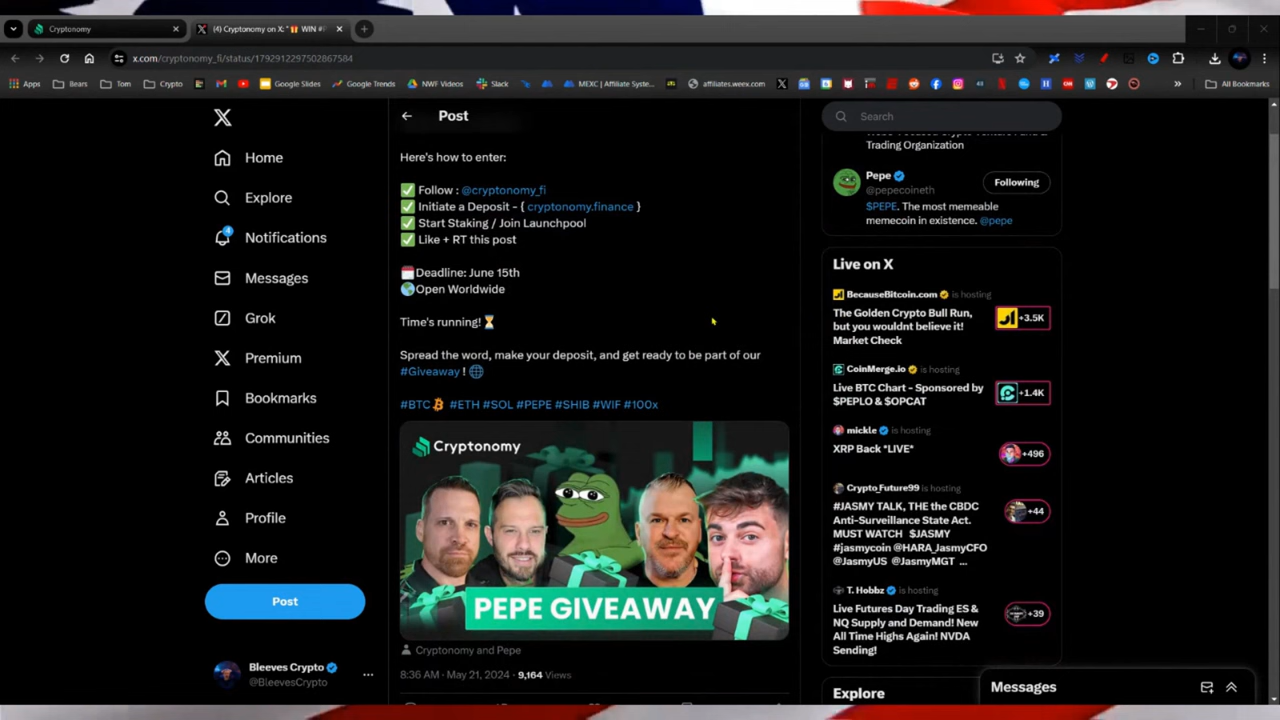 Cryptonomy
(4) Cryptonomy on X: "🎁 WIN #P
x.com/cryptonomy_fi/status/1792912297502867584
Apps
Bears
Tom
Crypto
Google Slides
Google Trends
NWF Videos
Slack
MEXC | Affiliate Syste...
affiliates.weex.com
All Bookmarks
Home
Explore
4
Notifications
Messages
Grok
Premium
Bookmarks
Communities
Articles
Profile
More
Post
Bleeves Crypto
@BleevesCrypto
Post
Here's how to enter:
✅ Follow : @cryptonomy_fi
✅ Initiate a Deposit - { cryptonomy.finance }
✅ Start Staking / Join Launchpool
✅ Like + RT this post
🗓️Deadline: June 15th
🌎Open Worldwide
Time's running! ⏳
Spread the word, make your deposit, and get ready to be part of our
#Giveaway ! 🌐
#BTC #ETH #SOL #PEPE #SHIB #WIF #100x
Cryptonomy
PEPE GIVEAWAY
Cryptonomy and Pepe
8:36 AM · May 21, 2024 · 9,164 Views
Search
Trading Organization
Pepe
@pepecoineth
Following
$PEPE. The most memeable
memecoin in existence. @pepe
Live on X
BecauseBitcoin.com is hosting
The Golden Crypto Bull Run,
but you wouldnt believe it!
Market Check
+3.5K
CoinMerge.io is hosting
Live BTC Chart - Sponsored by
$PEPLO & $OPCAT
+1.4K
mickle is hosting
XRP Back *LIVE*
+496
Crypto_Future99 is hosting
#JASMY TALK, THE the CBDC
Anti-Surveillance State Act.
MUST WATCH $JASMY
#jasmycoin @HARA_JasmyCFO
@JasmyUS @JasmyMGT ...
+44
T. Hobbz is hosting
Live Futures Day Trading ES &
NQ Supply and Demand! New
All Time Highs Again! NVDA
Sending!
+39
Explore
Messages